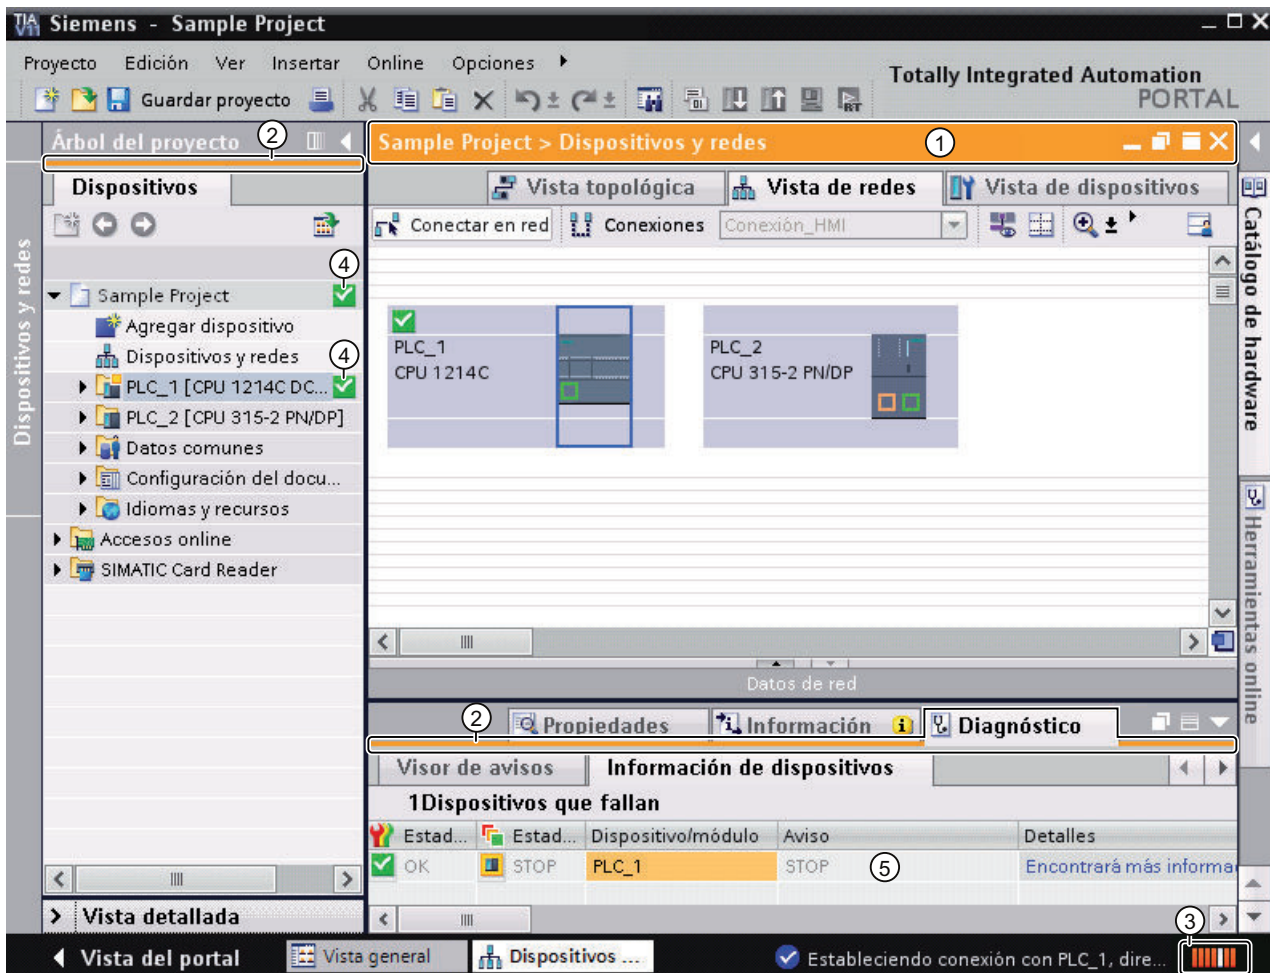 TIA V11 Siemens - Sample Project
Proyecto Edición Ver Insertar Online Opciones
Totally Integrated Automation
PORTAL
Guardar proyecto
Árbol del proyecto 2
Sample Project > Dispositivos y redes 1
Dispositivos
Vista topológica Vista de redes Vista de dispositivos
Conectar en red Conexiones Conexión_HMI
Dispositivos y redes
4
Sample Project
Agregar dispositivo
Dispositivos y redes 4
PLC_1 [CPU 1214C DC...
PLC_2 [CPU 315-2 PN/DP]
Datos comunes
Configuración del docu...
Idiomas y recursos
Accesos online
SIMATIC Card Reader
PLC_1
CPU 1214C
PLC_2
CPU 315-2 PN/DP
Catálogo de hardware
Herramientas online
Datos de red
2
Propiedades Información Diagnóstico
Visor de avisos Información de dispositivos
1Dispositivos que fallan
Estad... Estad... Dispositivo/módulo Aviso Detalles
OK STOP PLC_1 STOP 5 Encontrará más informa
Vista detallada
3
Vista del portal Vista general Dispositivos ... Estableciendo conexión con PLC_1, dire...